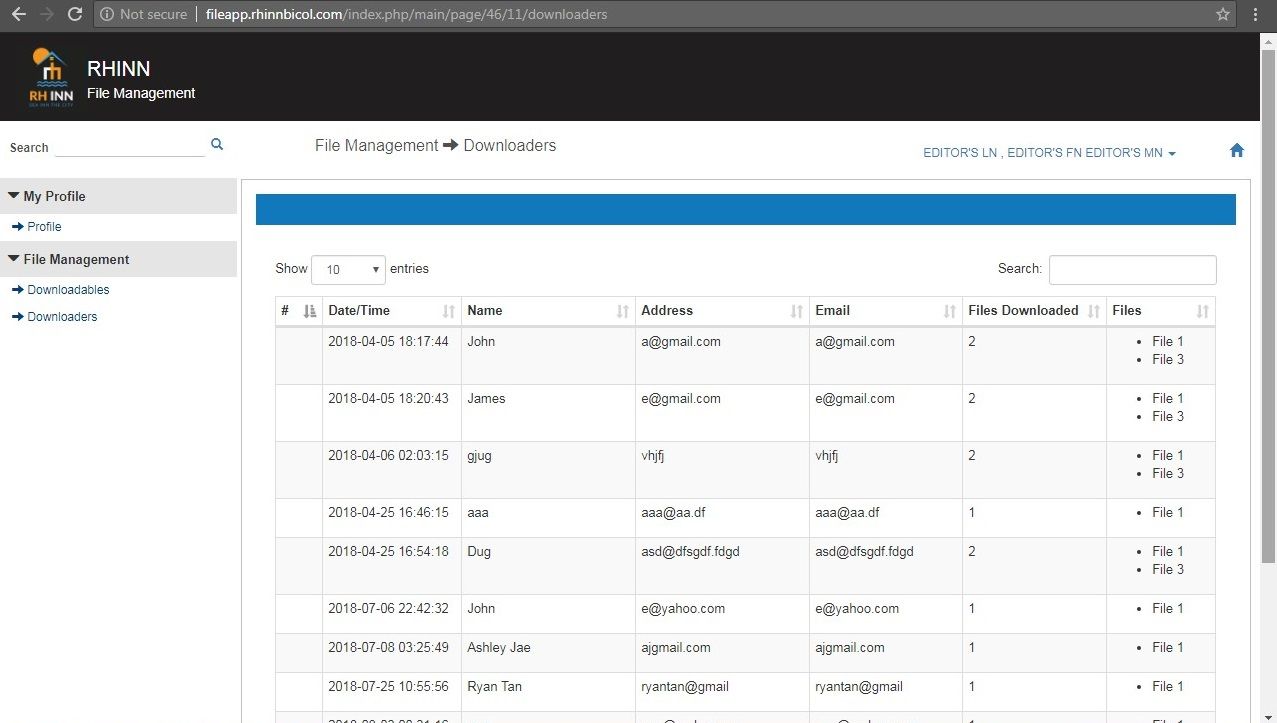 Not secure | fileapp.rhinnbicol.com/index.php/main/page/46/11/downloaders
RH INN
RHINN
File Management
Search
File Management Downloaders
EDITOR'S LN , EDITOR'S FN EDITOR'S MN
My Profile
Profile
File Management
Downloadables
Downloaders
Show 10 entries
Search:
# Date/Time Name Address Email Files Downloaded Files
2018-04-05 18:17:44 John a@gmail.com a@gmail.com 2 • File 1
• File 3
2018-04-05 18:20:43 James e@gmail.com e@gmail.com 2 • File 1
• File 3
2018-04-06 02:03:15 gjug vhjfj vhjfj 2 • File 1
• File 3
2018-04-25 16:46:15 aaa aaa@aa.df aaa@aa.df 1 • File 1
2018-04-25 16:54:18 Dug asd@dfsgdf.fdgd asd@dfsgdf.fdgd 2 • File 1
• File 3
2018-07-06 22:42:32 John e@yahoo.com e@yahoo.com 1 • File 1
2018-07-08 03:25:49 Ashley Jae ajgmail.com ajgmail.com 1 • File 1
2018-07-25 10:55:56 Ryan Tan ryantan@gmail ryantan@gmail 1 • File 1